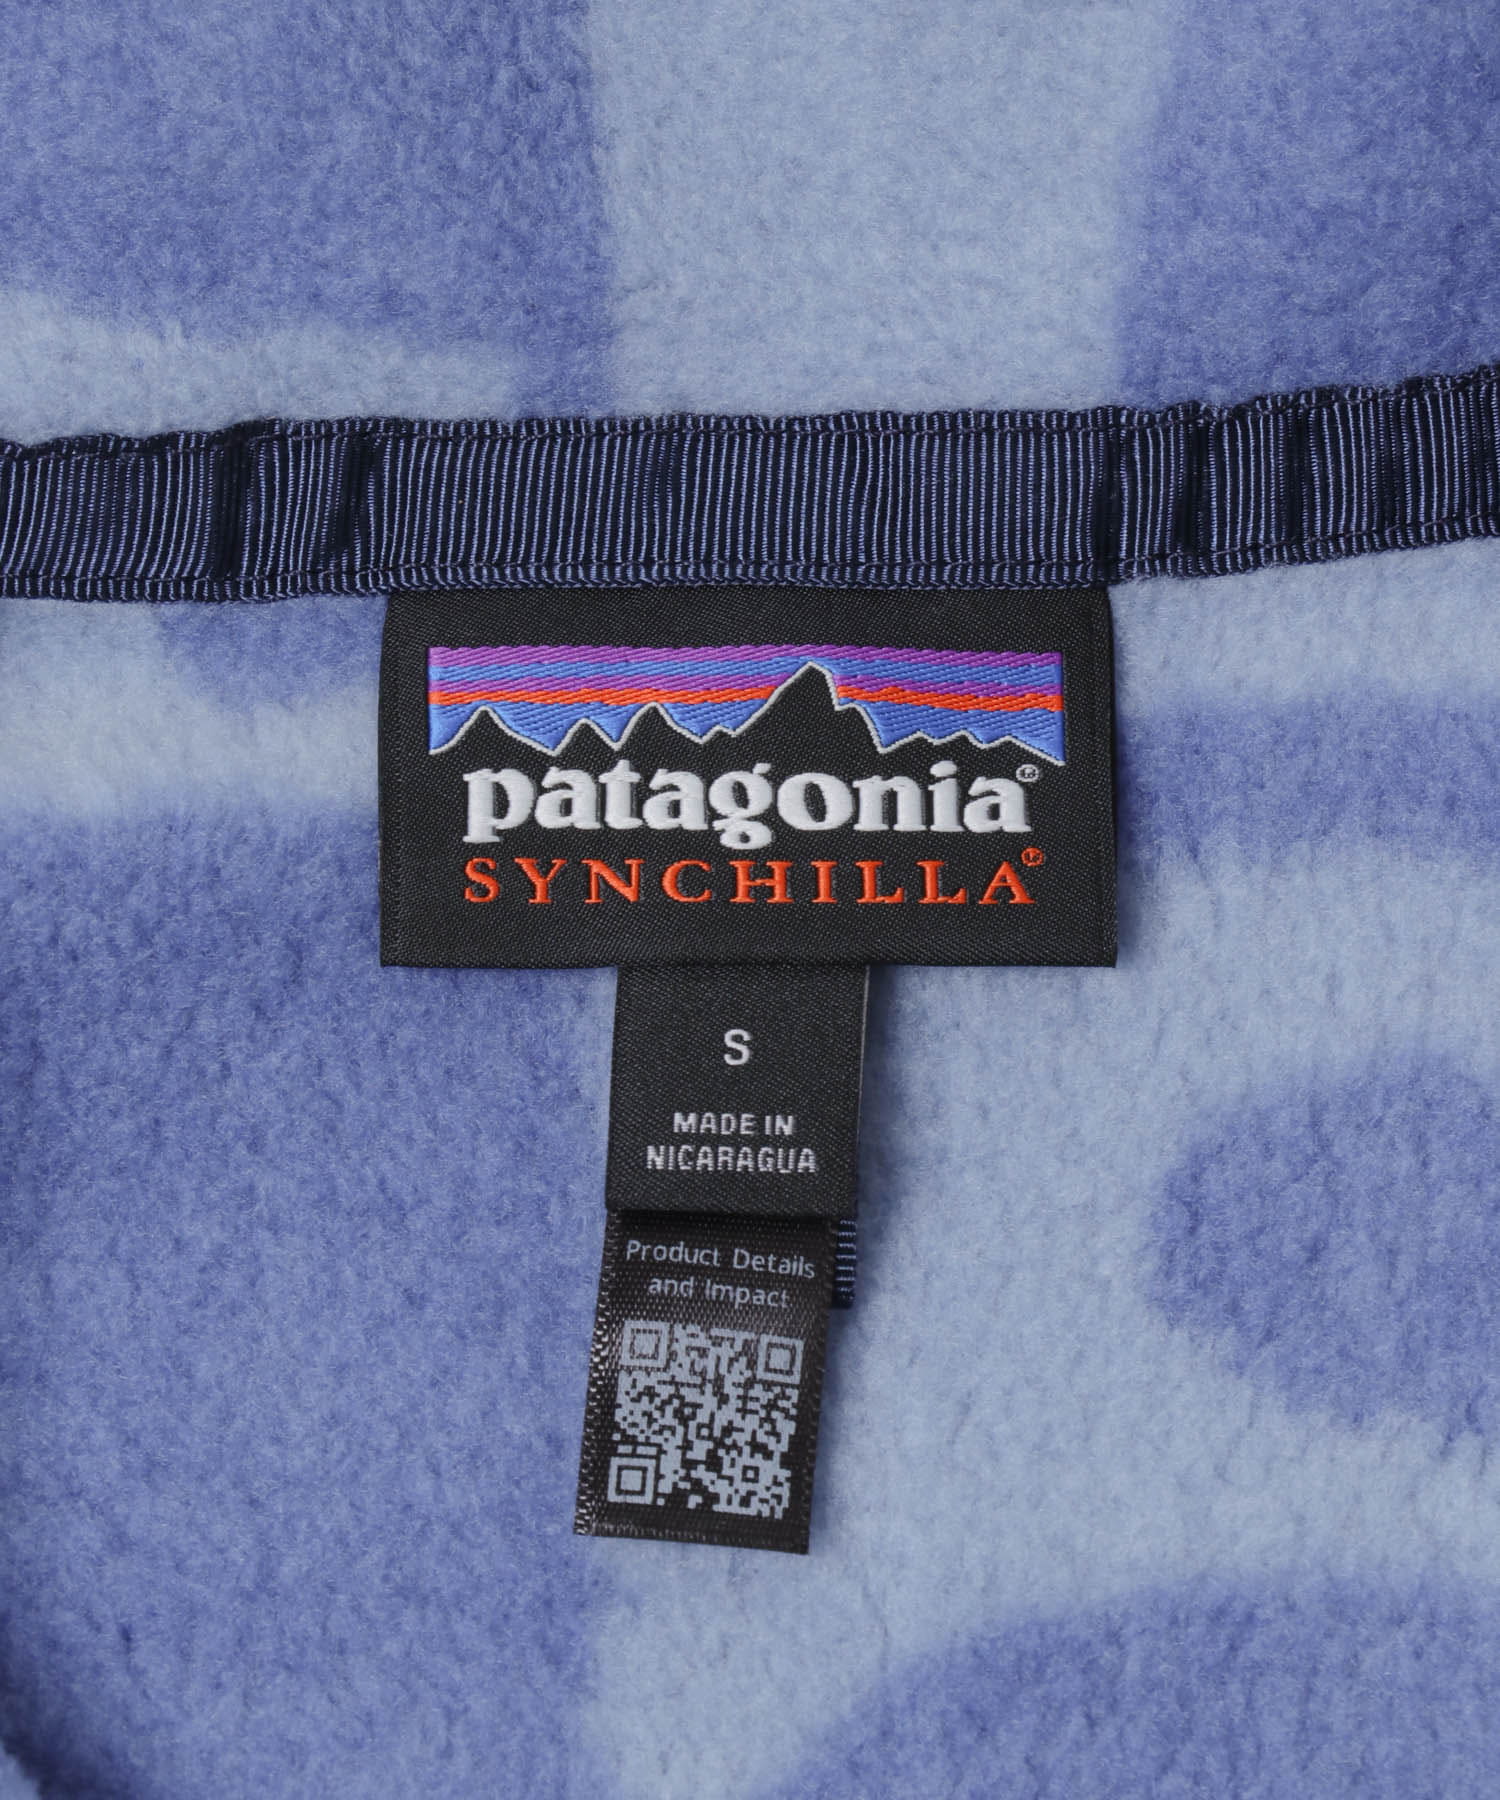 patagonia®
SYNCHILLA®
S
MADE IN
NICARAGUA
Product Details
and Impact